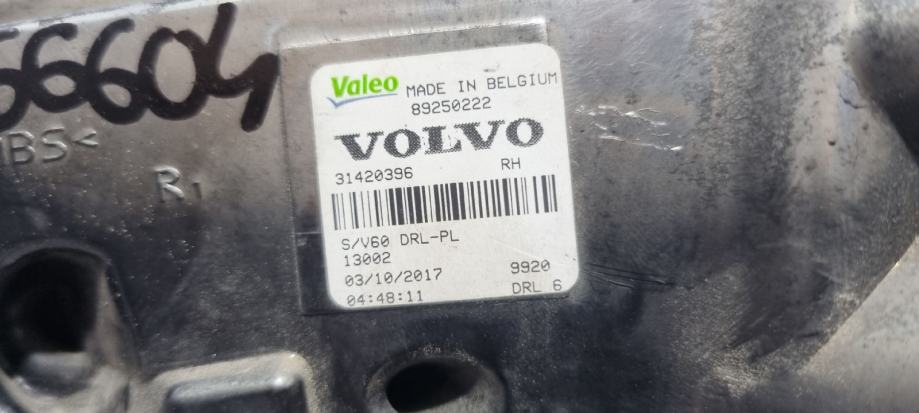 56604
ABS<
R1
Valeo MADE IN BELGIUM
89250222
VOLVO
31420396 RH
S/V60 DRL-PL
13002
03/10/2017 9920
04:48:11 DRL 6